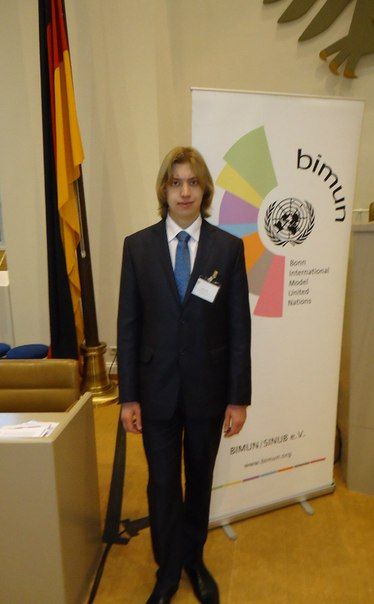 bimun
Bonn
International
Model
United
Nations
BIMUN/SINUB e.V.
www.bimun.org